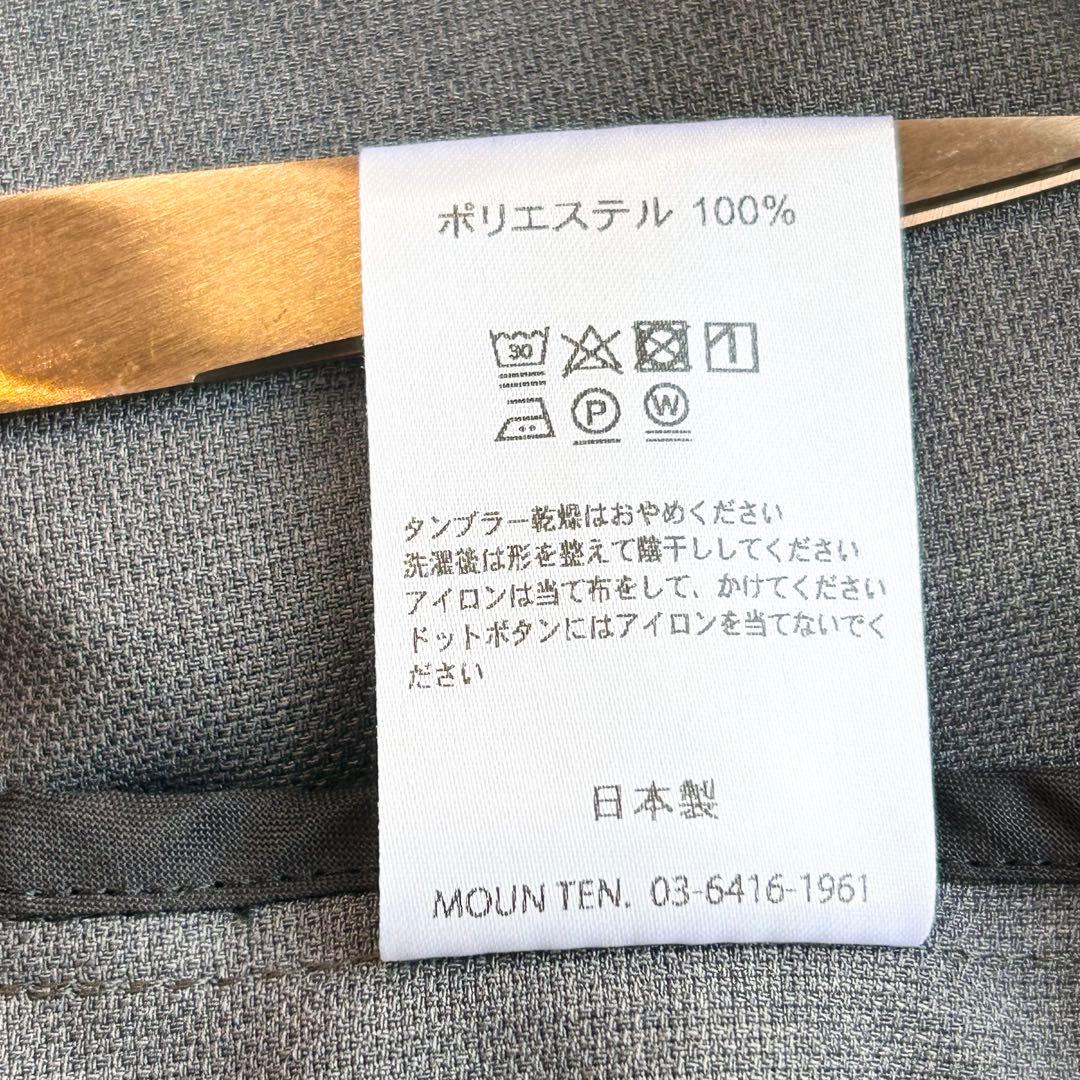 ポリエステル 100%
30
P W
タンブラー乾燥はおやめください
洗濯後は形を整えて陰干ししてください
アイロンは当て布をして、かけてください
ドットボタンにはアイロンを当てないでく
ださい
日本製
MOUN TEN. 03-6416-1961